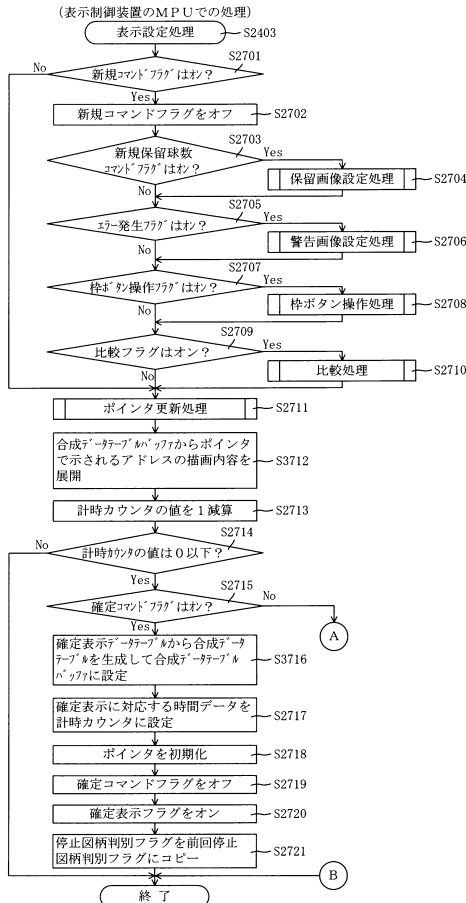 (表示制御装置のMPUでの処理)
表示設定処理
S2403
S2701
No
新規コマンドフラグはオン?
Yes
新規コマンドフラグをオフ
S2702
S2703
新規保留球数
コマンドフラグはオン?
Yes
No
保留画像設定処理
S2704
S2705
エラー発生フラグはオン?
Yes
No
警告画像設定処理
S2706
S2707
枠ボタン操作フラグはオン?
Yes
No
枠ボタン操作処理
S2708
S2709
比較フラグはオン?
Yes
No
比較処理
S2710
ポインタ更新処理
S2711
合成データテーブルバッファからポインタ
で示されるアドレスの描画内容を
展開
S3712
計時カウンタの値を1減算
S2713
S2714
No
計時カウンタの値は0以下?
Yes
S2715
確定コマンドフラグはオン?
No
Yes
A
確定表示データテーブルから合成データ
テーブルを生成して合成データテーブル
バッファに設定
S3716
確定表示に対応する時間データを
計時カウンタに設定
S2717
ポインタを初期化
S2718
確定コマンドフラグをオフ
S2719
確定表示フラグをオン
S2720
停止図柄判別フラグを前回停止
図柄判別フラグにコピー
S2721
B
終了